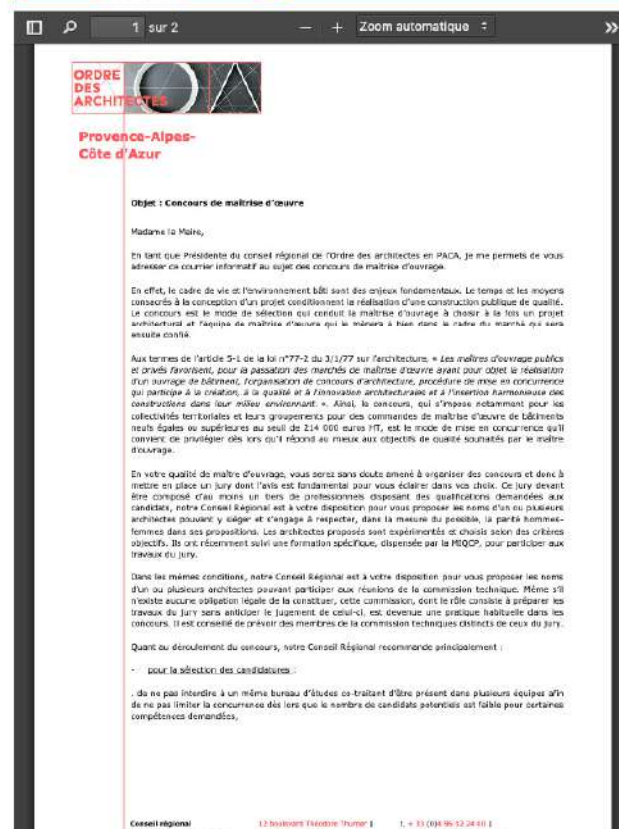 1 sur 2 — + Zoom automatique
ORDRE
DES
ARCHITECTES
Provence-Alpes-
Côte d'Azur
Objet : Concours de maîtrise d'œuvre
Madame la Maire,
En tant que Présidente du conseil régional de l'Ordre des architectes en PACA, je me permets de vous
adresser ce courrier informatif au sujet des concours de maîtrise d'ouvrage.
En effet, le cadre de vie et l'environnement bâti sont des enjeux fondamentaux. Le temps et les moyens
consacrés à la conception d'un projet conditionnent la réalisation d'une construction publique de qualité.
Le concours est le mode de sélection qui conduit la maîtrise d'ouvrage à choisir à la fois un projet
architectural et l'équipe de maîtrise d'œuvre qui le mènera à bien dans le cadre du marché qui sera
ensuite confié.
Aux termes de l'article 5-1 de la loi n°77-2 du 3/1/77 sur l'architecture, « Les maîtres d'ouvrage publics
et privés favorisent, pour la passation des marchés de maîtrise d'œuvre ayant pour objet la réalisation
d'un ouvrage de bâtiment, l'organisation de concours d'architecture, procédure de mise en concurrence
qui participe à la création, à la qualité et à l'innovation architecturales et à l'insertion harmonieuse des
constructions dans leur milieu environnant. ». Ainsi, le concours, qui s'impose notamment pour les
collectivités territoriales et leurs groupements pour des commandes de maîtrise d'œuvre de bâtiments
neufs égales ou supérieures au seuil de 214 000 euros HT, est le mode de mise en concurrence qu'il
convient de privilégier dès lors qu'il répond au mieux aux objectifs de qualité souhaités par le maître
d'ouvrage.
En votre qualité de maître d'ouvrage, vous serez sans doute amené à organiser des concours et donc à
mettre en place un jury dont l'avis est fondamental pour vous éclairer dans vos choix. Ce jury devant
être composé d'au moins un tiers de professionnels disposant des qualifications demandées aux
candidats, notre Conseil Régional est à votre disposition pour vous proposer les noms d'un ou plusieurs
architectes pouvant y siéger et s'engage à respecter, dans la mesure du possible, la parité hommes-
femmes dans ses propositions. Les architectes proposés sont expérimentés et choisis selon des critères
objectifs. Ils ont récemment suivi une formation spécifique, dispensée par la MIQCP, pour participer aux
travaux du jury.
Dans les mêmes conditions, notre Conseil Régional est à votre disposition pour vous proposer les noms
d'un ou plusieurs architectes pouvant participer aux réunions de la commission technique. Même s'il
n'existe aucune obligation légale de la constituer, cette commission, dont le rôle consiste à préparer les
travaux du jury sans anticiper le jugement de celui-ci, est devenue une pratique habituelle dans les
concours. Il est conseillé de prévoir des membres de la commission techniques distincts de ceux du jury.
Quant au déroulement du concours, notre Conseil Régional recommande principalement :
- pour la sélection des candidatures :
. de ne pas interdire à un même bureau d'études co-traitant d'être présent dans plusieurs équipes afin
de ne pas limiter la concurrence dès lors que le nombre de candidats potentiels est faible pour certaines
compétences demandées,
Conseil régional 12 boulevard Théodore Thurner | t. + 33 (0)4 96 12 24 10 |